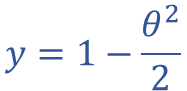 y = 1 − θ²/2